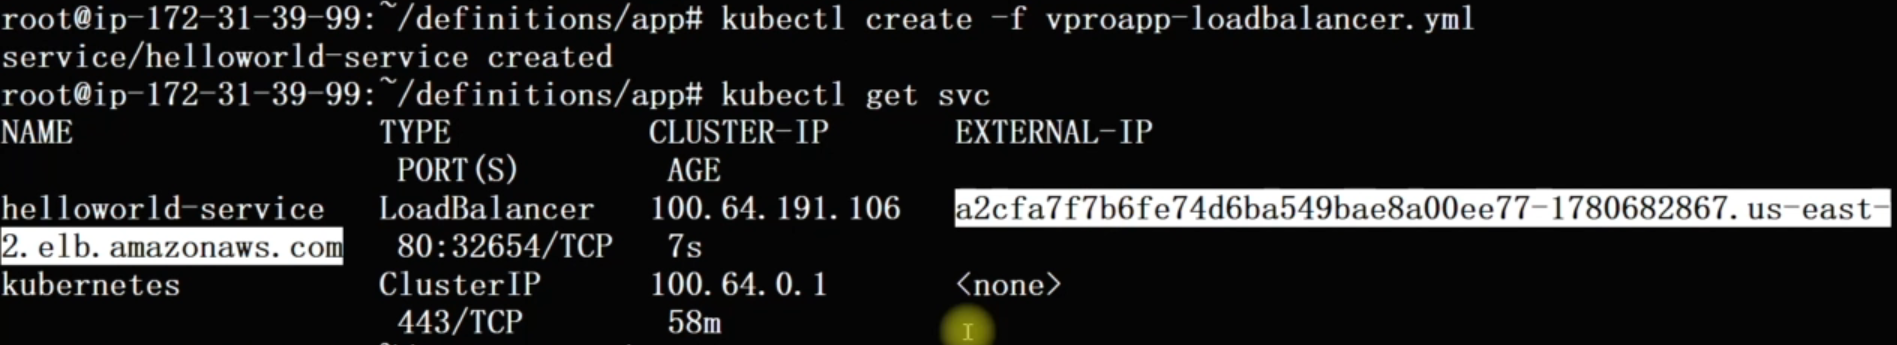 root@ip-172-31-39-99:~/definitions/app# kubectl create -f vproapp-loadbalancer.yml
service/helloworld-service created
root@ip-172-31-39-99:~/definitions/app# kubectl get svc
NAME TYPE CLUSTER-IP EXTERNAL-IP
PORT(S) AGE
helloworld-service LoadBalancer 100.64.191.106 a2cfa7f7b6fe74d6ba549bae8a00ee77-1780682867.us-east-
2.elb.amazonaws.com 80:32654/TCP 7s
kubernetes ClusterIP 100.64.0.1 <none>
443/TCP 58m